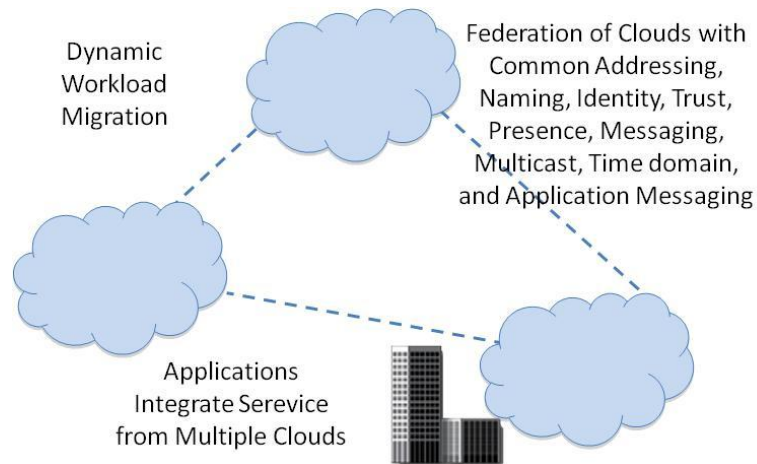 Dynamic
Workload
Migration
Federation of Clouds with
Common Addressing,
Naming, Identity, Trust,
Presence, Messaging,
Multicast, Time domain,
and Application Messaging
Applications
Integrate Serevice
from Multiple Clouds